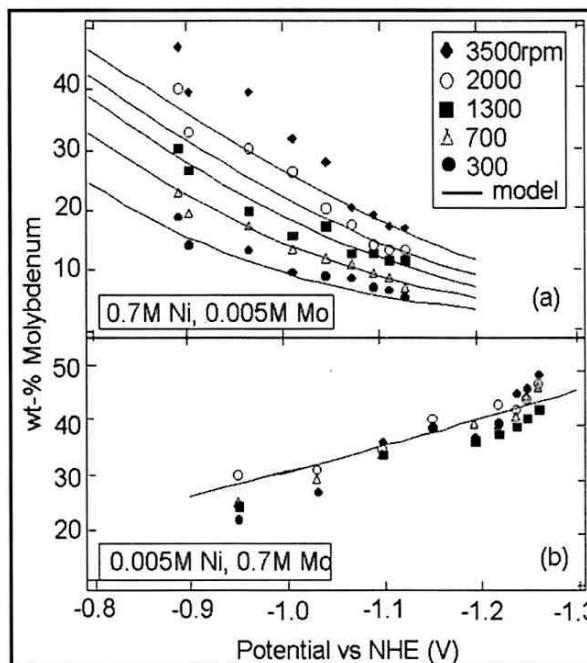 3500rpm
2000
1300
700
300
model
40
30
20
10
(a)
0.7M Ni, 0.005M Mo
wt-% Molybdenum
50
40
30
20
(b)
0.005M Ni, 0.7M Mo
-0.8 -0.9 -1.0 -1.1 -1.2 -1.3
Potential vs NHE (V)